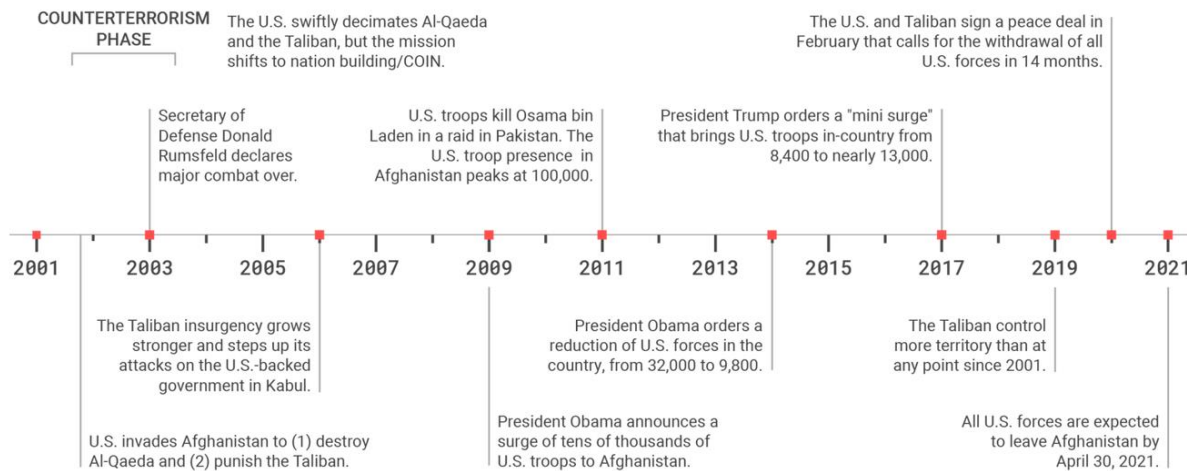 COUNTERTERRORISM
PHASE
The U.S. swiftly decimates Al-Qaeda
and the Taliban, but the mission
shifts to nation building/COIN.
The U.S. and Taliban sign a peace deal in
February that calls for the withdrawal of all
U.S. forces in 14 months.
Secretary of
Defense Donald
Rumsfeld declares
major combat over.
U.S. troops kill Osama bin
Laden in a raid in Pakistan. The
U.S. troop presence in
Afghanistan peaks at 100,000.
President Trump orders a "mini surge"
that brings U.S. troops in-country from
8,400 to nearly 13,000.
2001 2003 2005 2007 2009 2011 2013 2015 2017 2019 2021
The Taliban insurgency grows
stronger and steps up its
attacks on the U.S.-backed
government in Kabul.
President Obama orders a
reduction of U.S. forces in the
country, from 32,000 to 9,800.
The Taliban control
more territory than at
any point since 2001.
U.S. invades Afghanistan to (1) destroy
Al-Qaeda and (2) punish the Taliban.
President Obama announces a
surge of tens of thousands of
U.S. troops to Afghanistan.
All U.S. forces are expected
to leave Afghanistan by
April 30, 2021.